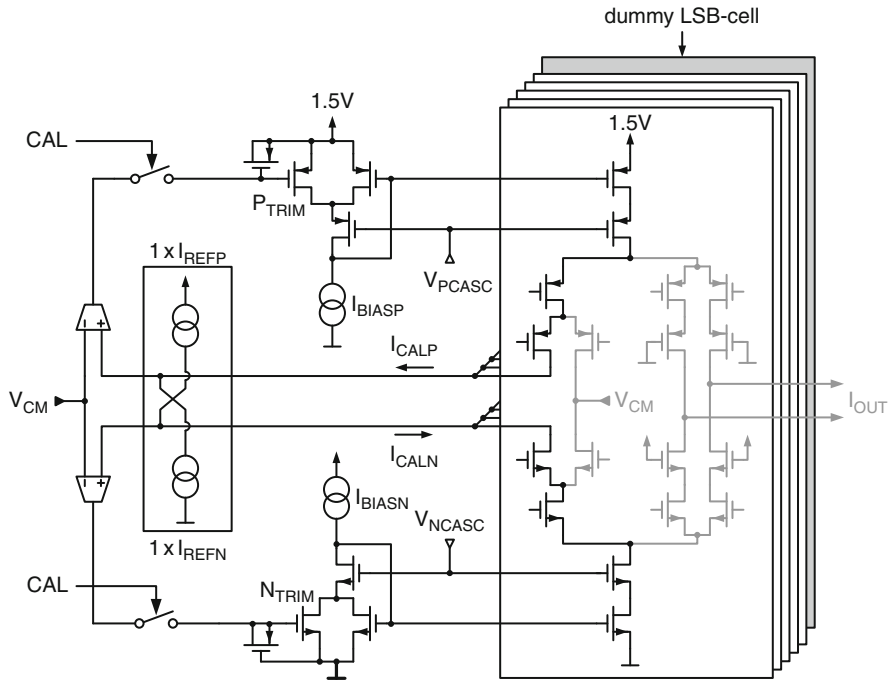 dummy LSB-cell
1.5V
1.5V
CAL
P_TRIM
1 x I_REFP
V_PCASC
I_BIASP
I_CALP
V_CM
V_CM
I_OUT
I_CALN
I_BIASN
V_NCASC
1 x I_REFN
CAL
N_TRIM